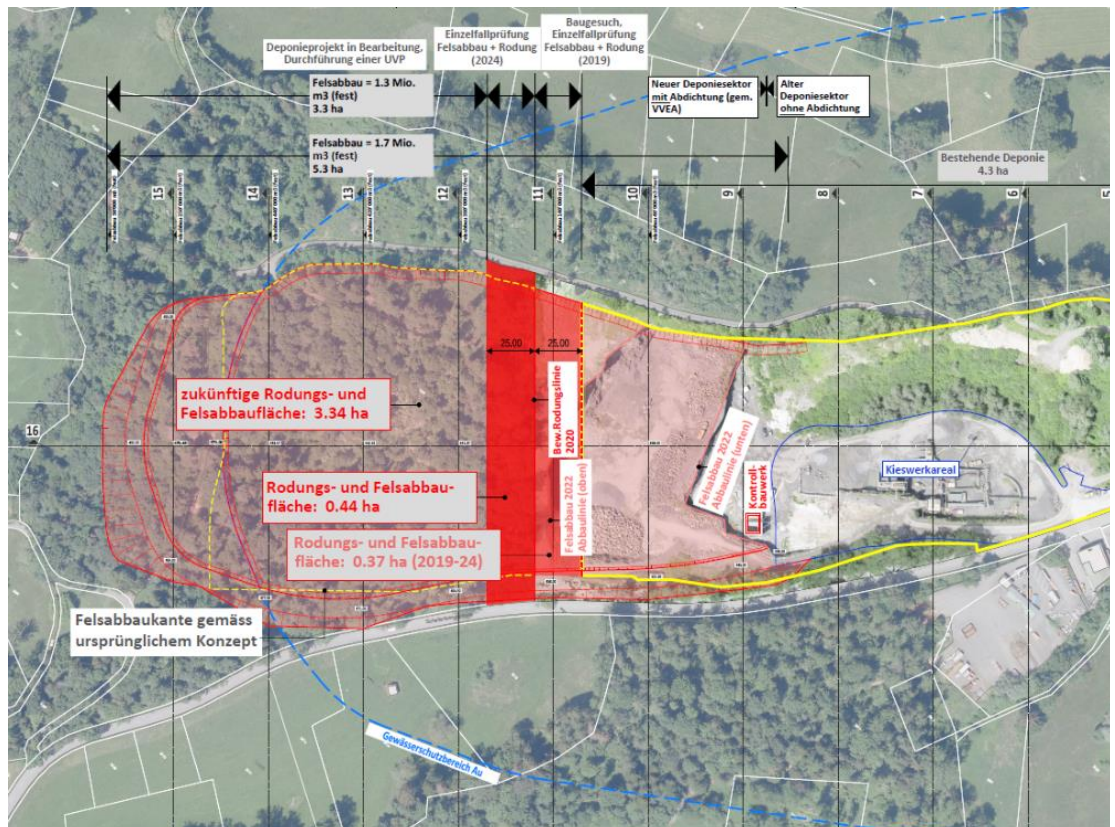 Deponieprojekt in Bearbeitung,
Durchführung einer UVP
Einzelfallprüfung
Felsabbau + Rodung
(2024)
Baugesuch,
Einzelfallprüfung
Felsabbau + Rodung
(2019)
Felsabbau = 1.3 Mio.
m3 (fest)
3.3 ha
Neuer Deponiesektor
mit Abdichtung (gem.
VVEA)
Alter
Deponiesektor
ohne Abdichtung
Felsabbau = 1.7 Mio.
m3 (fest)
5.3 ha
Bestehende Deponie
4.3 ha
15
14
13
12
11
10
9
8
7
6
5
25.00
25.00
zukünftige Rodungs- und
Felsabbaufläche: 3.34 ha
Bew.Rodungslinie
2020
16
Felsabbau 2022
Abbaulinie (unten)
Kieswerkareal
Kontroll-
bauwerk
Rodungs- und Felsabbau-
fläche: 0.44 ha
Felsabbau 2022
Abbaulinie (oben)
Rodungs- und Felsabbau-
fläche: 0.37 ha (2019-24)
Felsabbaukante gemäss
ursprünglichem Konzept
Gewässerschutzbereich Au